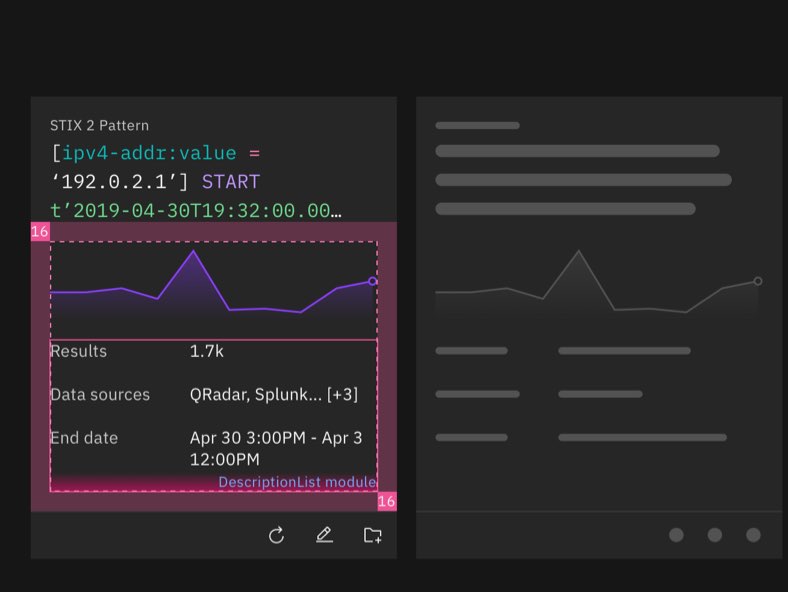 STIX 2 Pattern
[ipv4-addr:value =
‘192.0.2.1’] START
t’2019-04-30T19:32:00.00…
16
Results 1.7k
Data sources QRadar, Splunk... [+3]
End date Apr 30 3:00PM - Apr 3
12:00PM
DescriptionList module
16